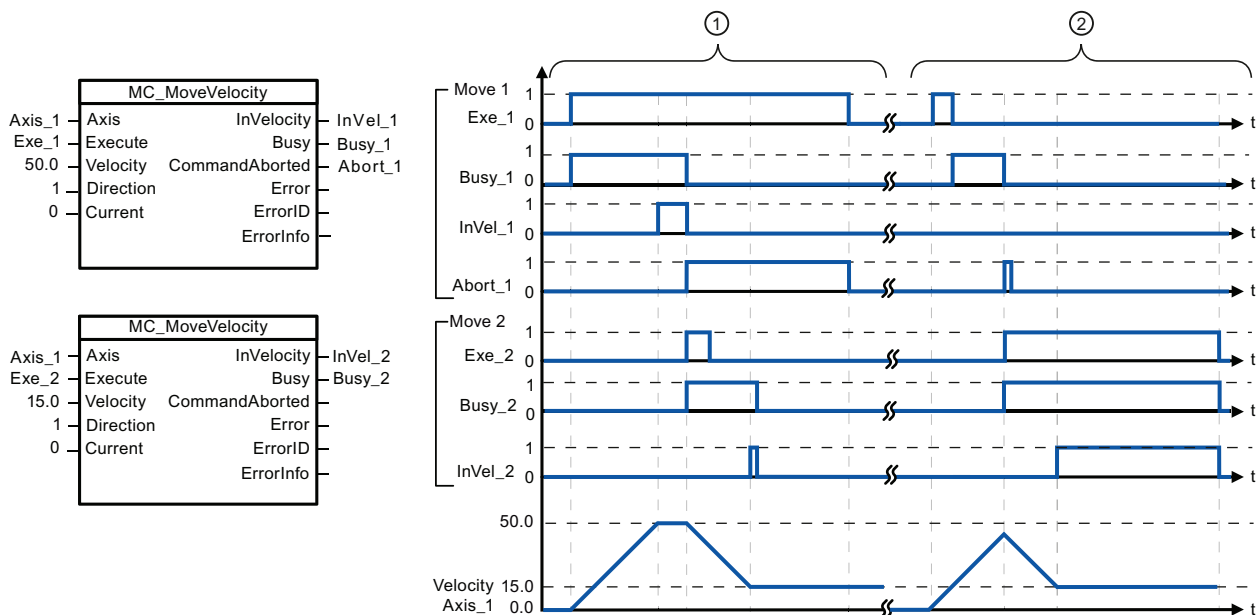 MC_MoveVelocity
Axis_1 Axis InVelocity InVel_1
Exe_1 Execute Busy Busy_1
50.0 Velocity CommandAborted Abort_1
1 Direction Error
0 Current ErrorID
ErrorInfo
MC_MoveVelocity
Axis_1 Axis InVelocity InVel_2
Exe_2 Execute Busy Busy_2
15.0 Velocity CommandAborted
1 Direction Error
0 Current ErrorID
ErrorInfo
1 2
Move 1
1
Exe_1 0 t
1
Busy_1 0 t
1
InVel_1 0 t
1
Abort_1 0 t
Move 2
1
Exe_2 0 t
1
Busy_2 0 t
1
InVel_2 0 t
50.0
Velocity 15.0
Axis_1 0.0 t